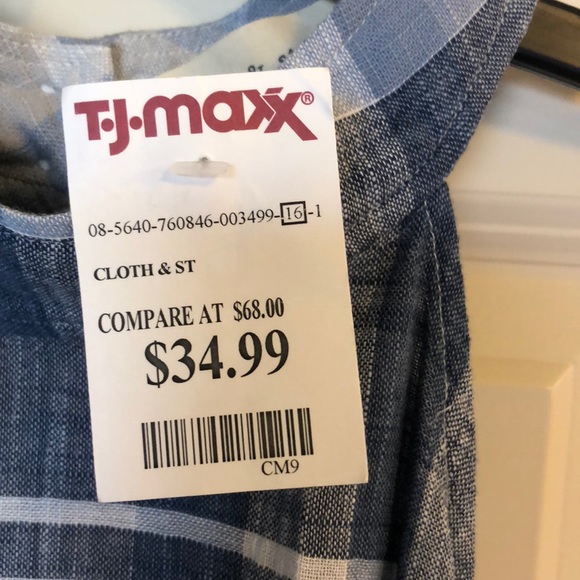 T·J·maxx®
08-5640-760846-003499-16-1
CLOTH & ST
COMPARE AT $68.00
$34.99
CM9